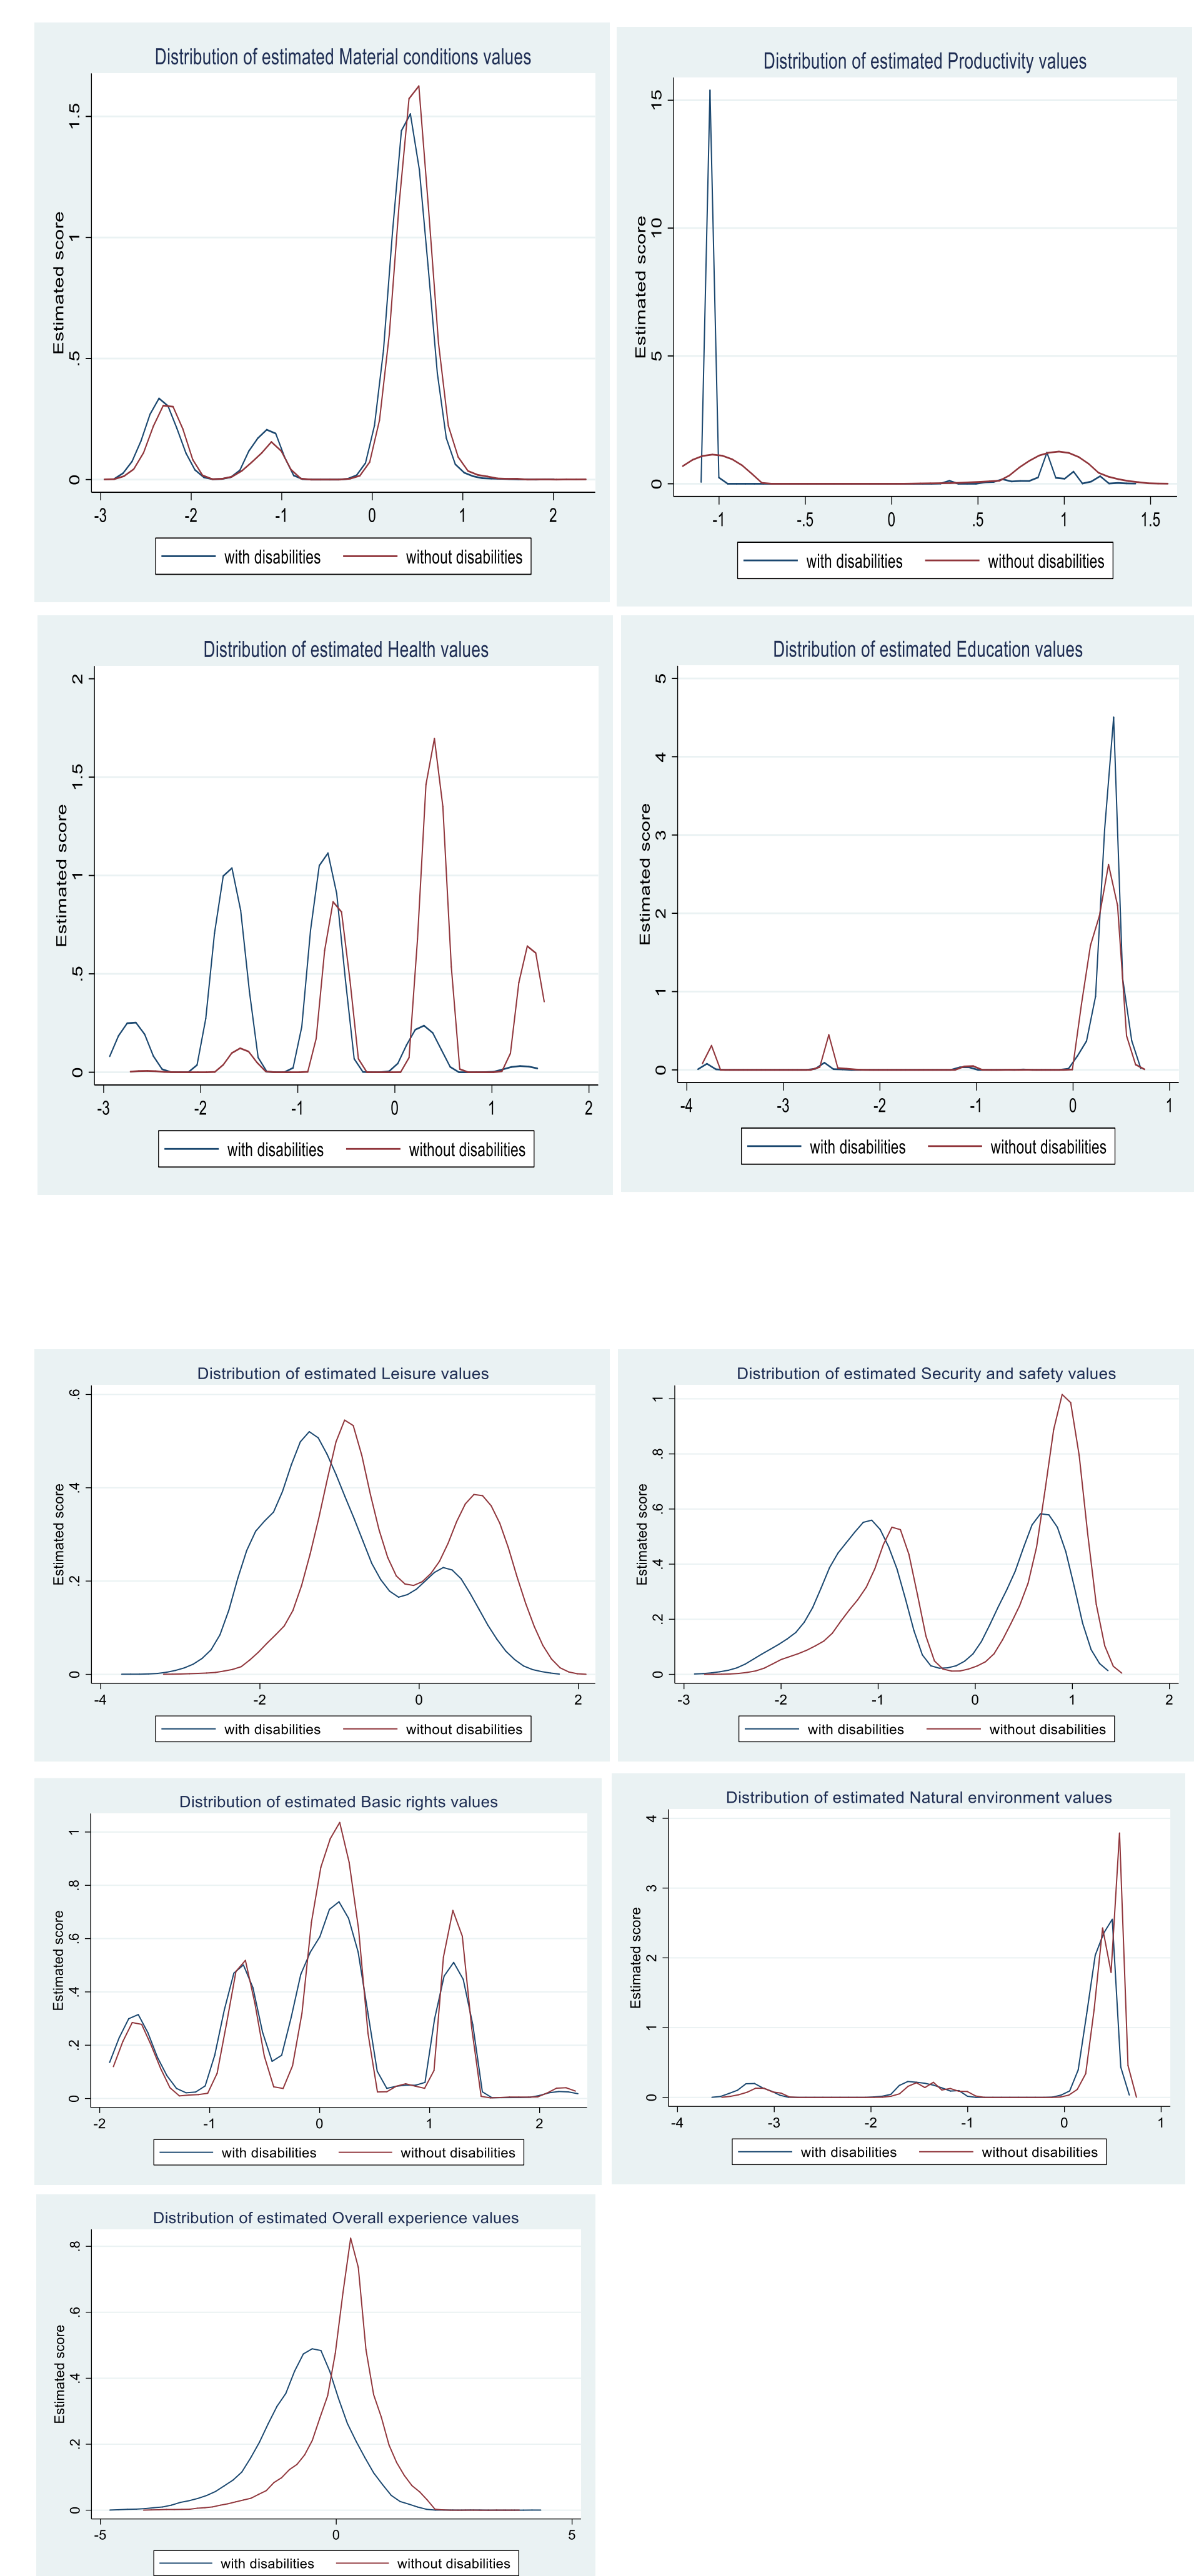 Distribution of estimated Material conditions values
Estimated score
1.5
1
.5
0
-3 -2 -1 0 1 2
with disabilities without disabilities
Distribution of estimated Productivity values
Estimated score
15
10
5
0
-1 -.5 0 .5 1 1.5
with disabilities without disabilities
Distribution of estimated Health values
Estimated score
2
1.5
1
.5
0
-3 -2 -1 0 1 2
with disabilities without disabilities
Distribution of estimated Education values
Estimated score
5
4
3
2
1
0
-4 -3 -2 -1 0 1
with disabilities without disabilities
Distribution of estimated Leisure values
Estimated score
.6
.4
.2
0
-4 -2 0 2
with disabilities without disabilities
Distribution of estimated Security and safety values
Estimated score
1
.8
.6
.4
.2
0
-3 -2 -1 0 1 2
with disabilities without disabilities
Distribution of estimated Basic rights values
Estimated score
1
.8
.6
.4
.2
0
-2 -1 0 1 2
with disabilities without disabilities
Distribution of estimated Natural environment values
Estimated score
4
3
2
1
0
-4 -3 -2 -1 0 1
with disabilities without disabilities
Distribution of estimated Overall experience values
Estimated score
.8
.6
.4
.2
0
-5 0 5
with disabilities without disabilities